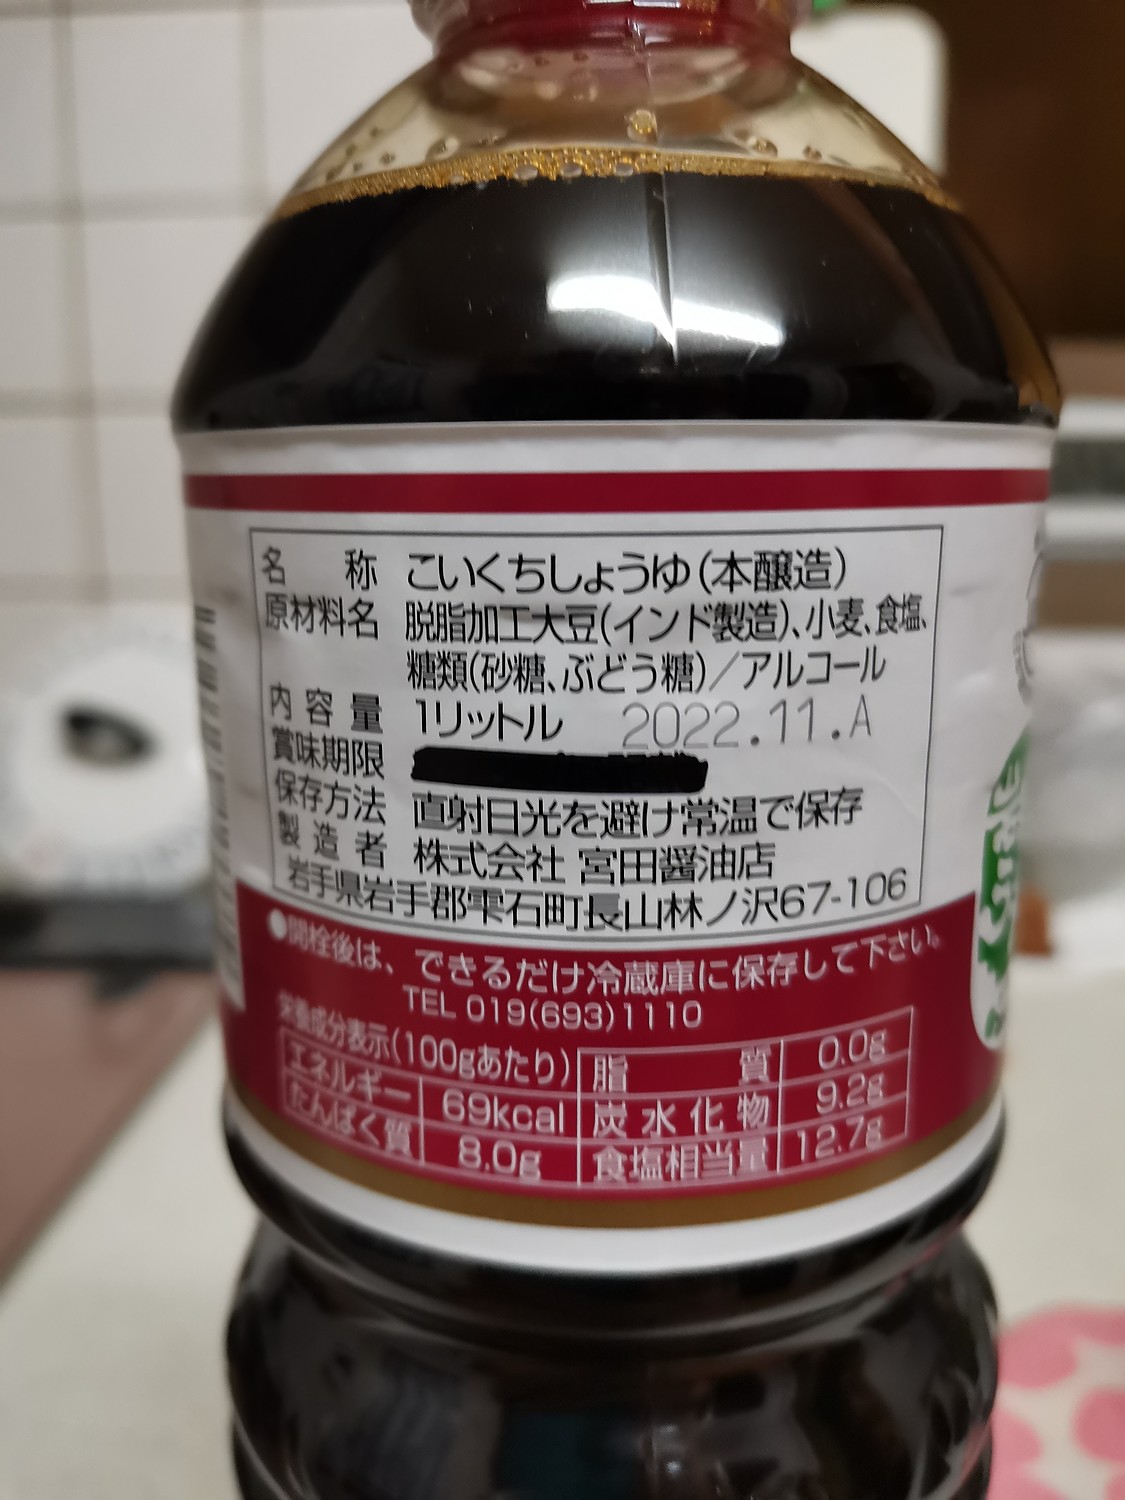 名称 こいくちしょうゆ(本醸造)
原材料名 脱脂加工大豆(インド製造)、小麦、食塩、
糖類(砂糖、ぶどう糖)/アルコール
内容量 1リットル 2022.11.A
賞味期限
保存方法 直射日光を避け常温で保存
製造者 株式会社 宮田醤油店
岩手県岩手郡雫石町長山林ノ沢67-106
●開栓後は、できるだけ冷蔵庫に保存して下さい。
TEL 019(693)1110
栄養成分表示(100gあたり)
エネルギー 69kcal
たんぱく質 8.0g
脂質 0.0g
炭水化物 9.2g
食塩相当量 12.7g